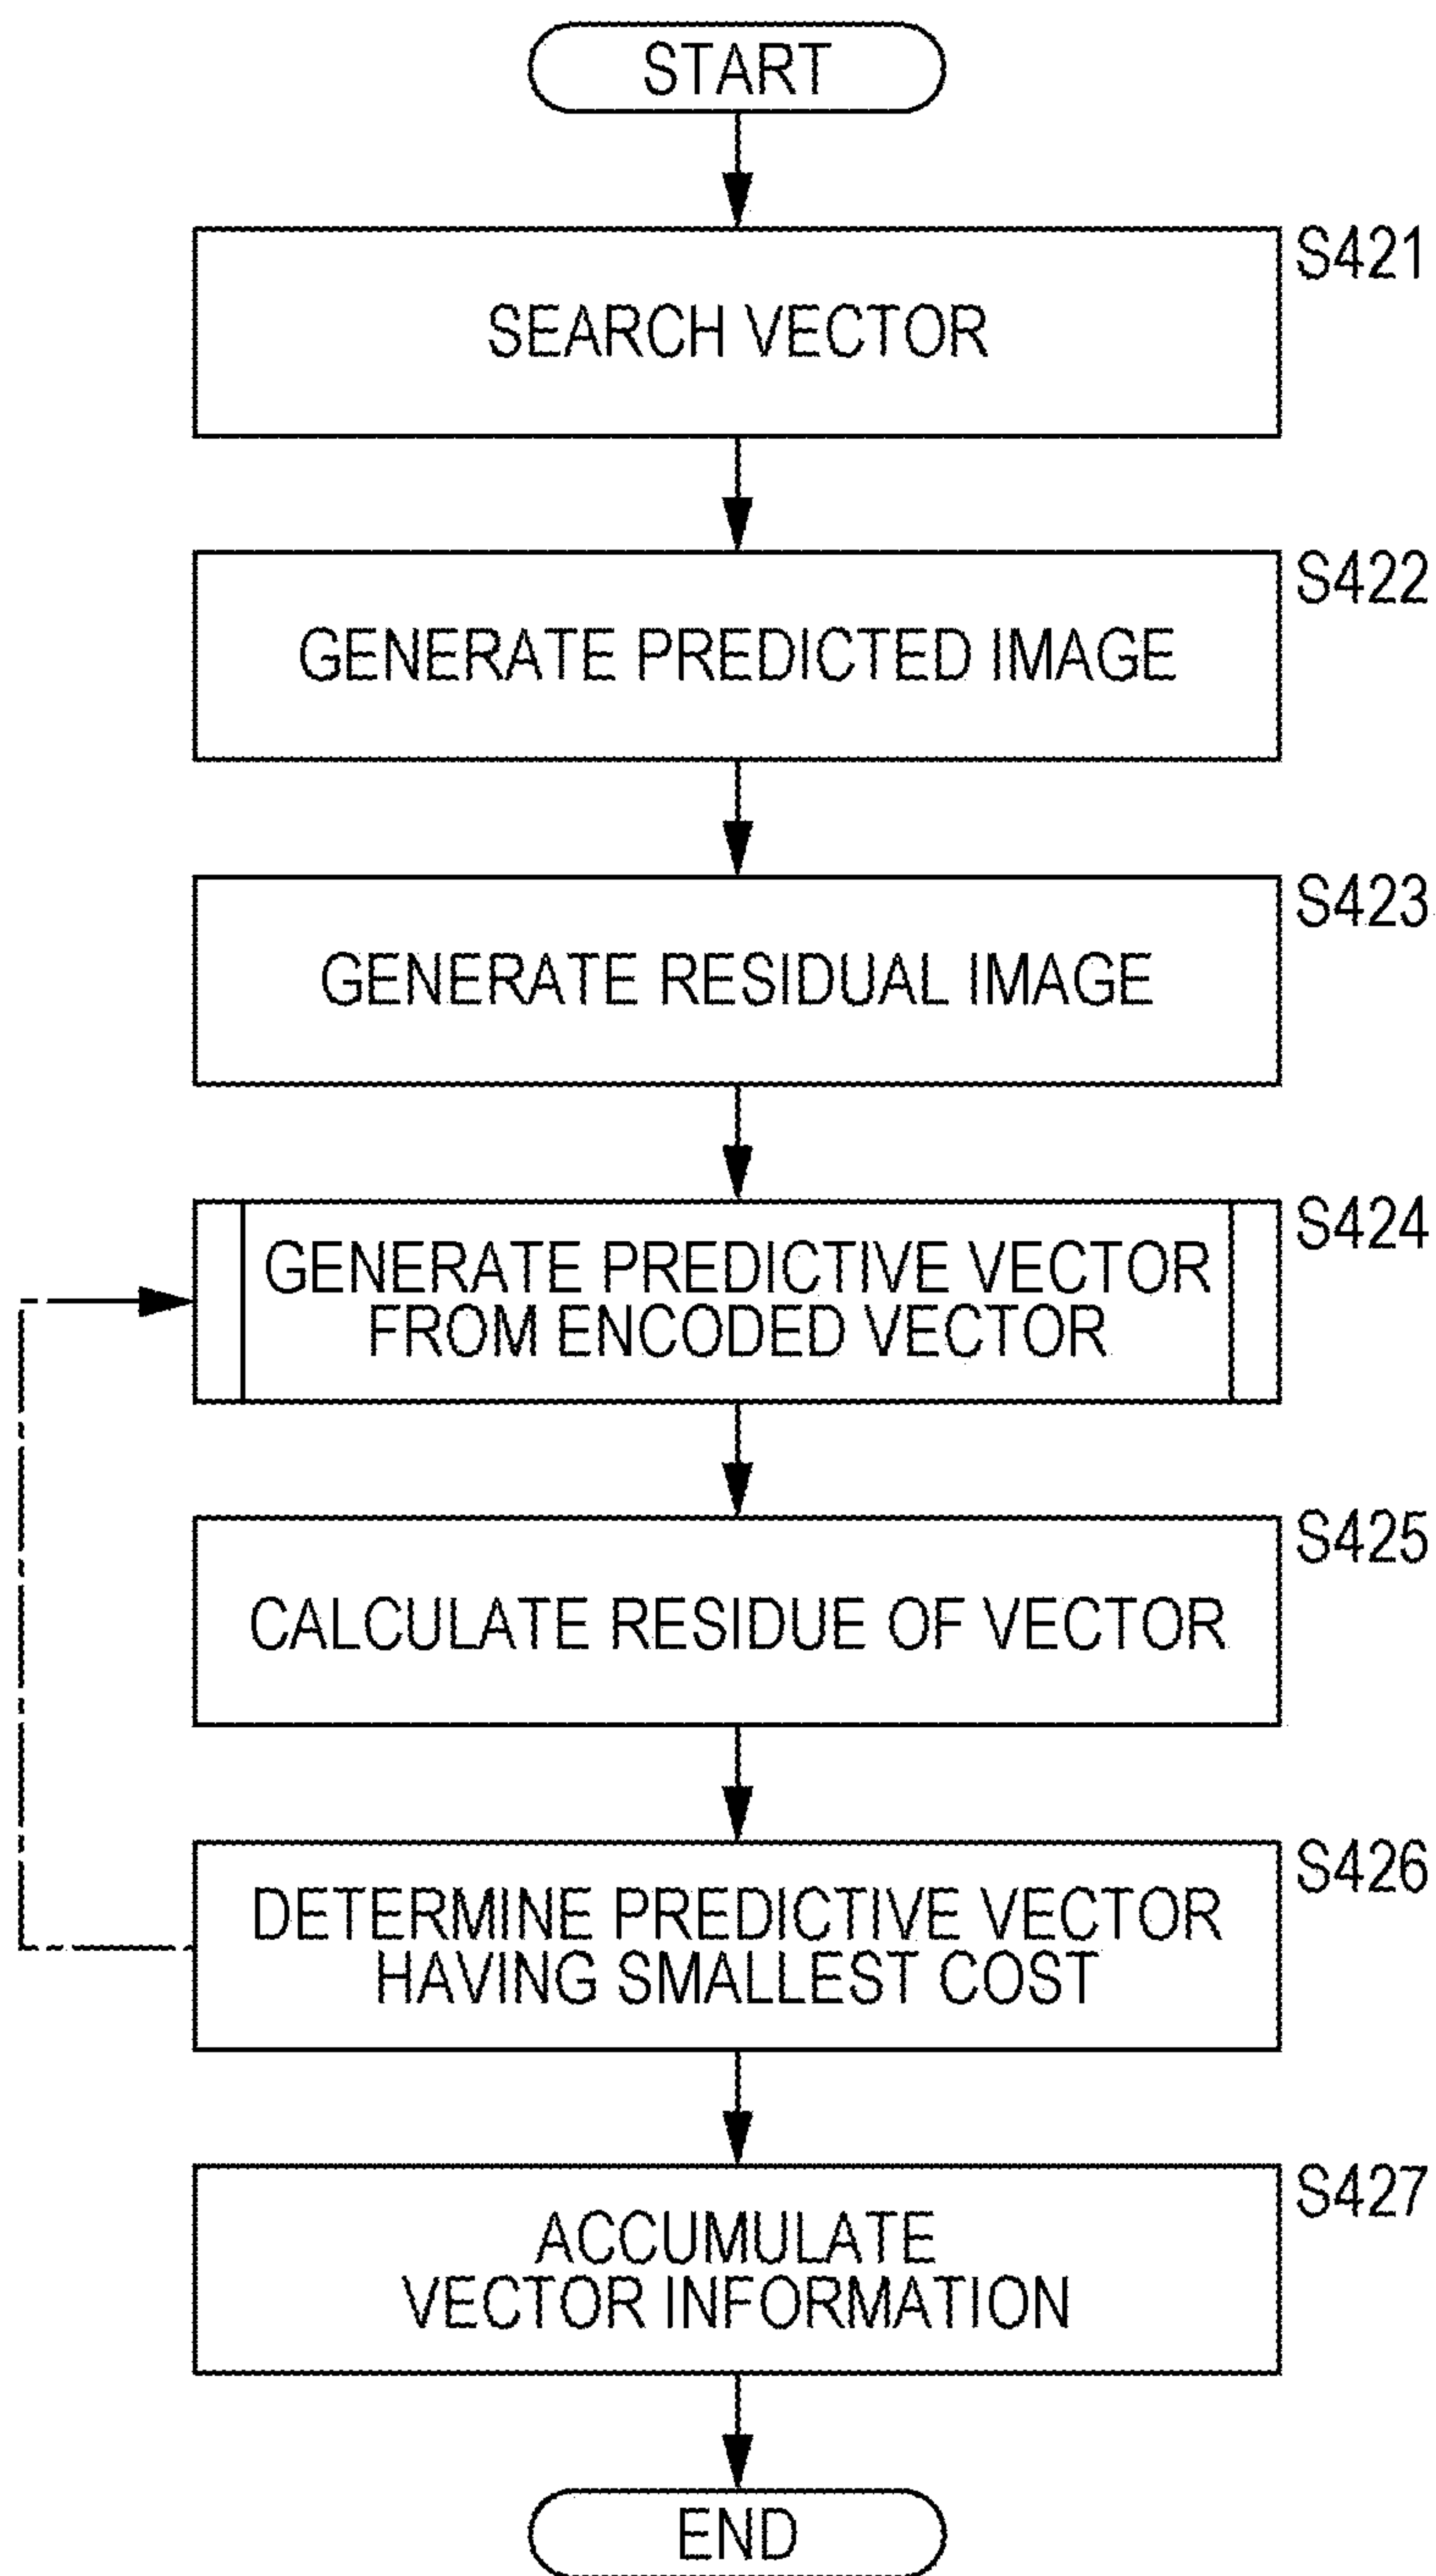 START
S421
SEARCH VECTOR
S422
GENERATE PREDICTED IMAGE
S423
GENERATE RESIDUAL IMAGE
S424
GENERATE PREDICTIVE VECTOR
FROM ENCODED VECTOR
S425
CALCULATE RESIDUE OF VECTOR
S426
DETERMINE PREDICTIVE VECTOR
HAVING SMALLEST COST
S427
ACCUMULATE
VECTOR INFORMATION
END